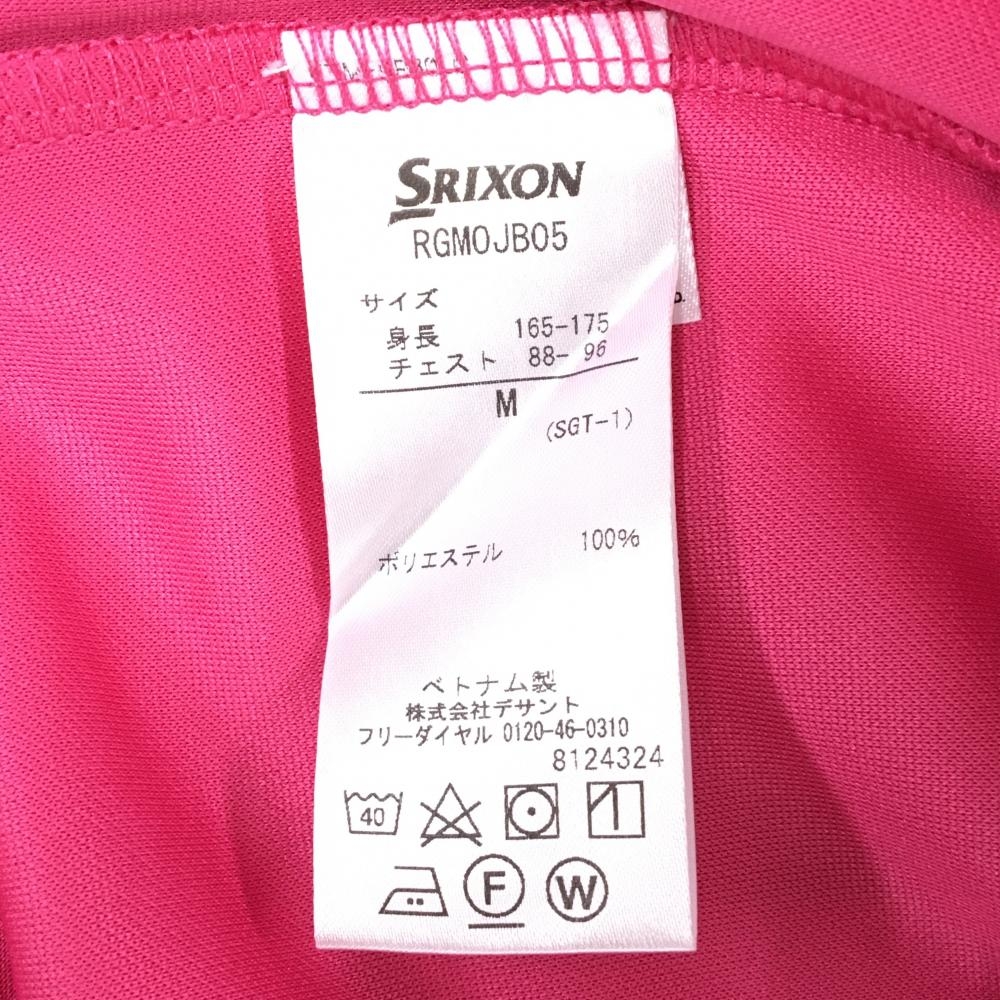 SRIXON
RGM0JB05
サイズ
身長 165-175
チェスト 88- 96
M
(SGT-1)
ポリエステル 100%
ベトナム製
株式会社デサント
フリーダイヤル 0120-46-0310
8124324
40
F W